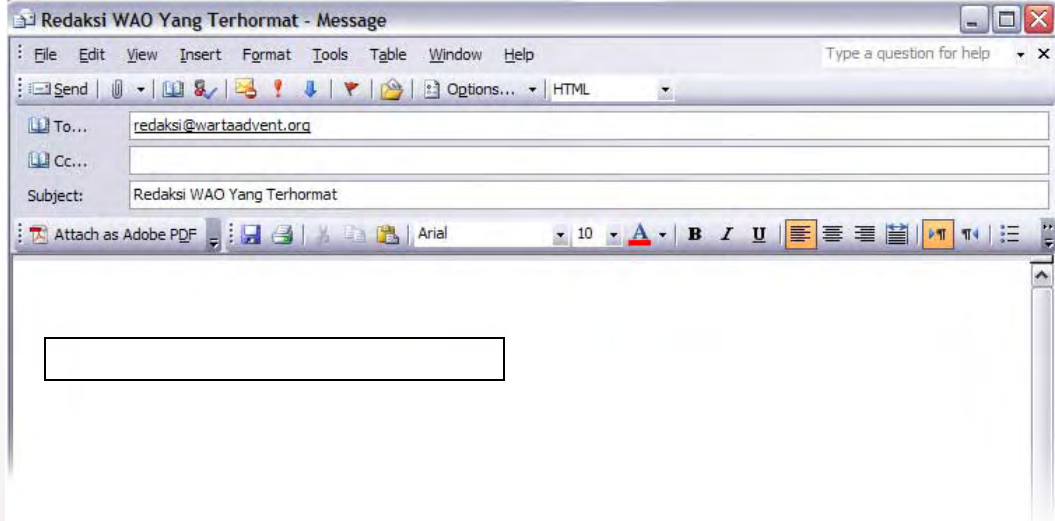 Redaksi WAO Yang Terhormat - Message
File Edit View Insert Format Tools Table Window Help Type a question for help
Send Options... HTML
To... redaksi@wartaadvent.org
Cc...
Subject: Redaksi WAO Yang Terhormat
Attach as Adobe PDF Arial 10 A B I U